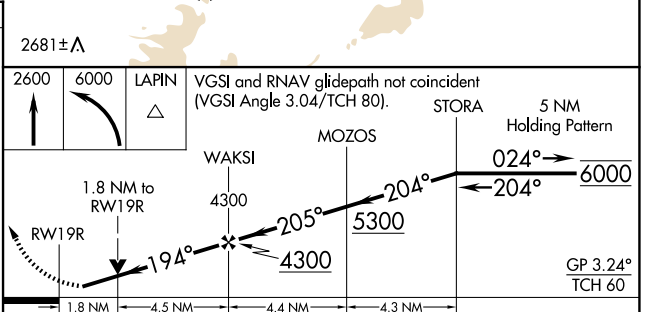 2681±
2600 6000 LAPIN
VGSI and RNAV glidepath not coincident
(VGSI Angle 3.04/TCH 80).
STORA
5 NM
Holding Pattern
MOZOS
WAKSI
024°
6000
204°
204°
1.8 NM to
RW19R
4300
205°
5300
RW19R
194°
4300
GP 3.24°
TCH 60
1.8 NM 4.5 NM 4.4 NM 4.3 NM